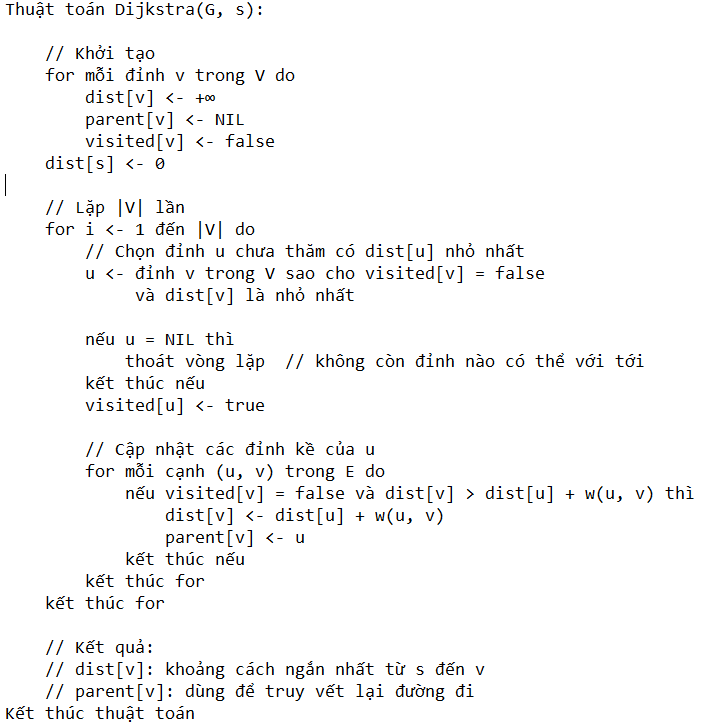 Thuật toán Dijkstra(G, s):
// Khởi tạo
for mỗi đỉnh v trong V do
dist[v] <- +∞
parent[v] <- NIL
visited[v] <- false
dist[s] <- 0
// Lặp |V| lần
for i <- 1 đến |V| do
// Chọn đỉnh u chưa thăm có dist[u] nhỏ nhất
u <- đỉnh v trong V sao cho visited[v] = false
và dist[v] là nhỏ nhất
nếu u = NIL thì
thoát vòng lặp  // không còn đỉnh nào có thể với tới
kết thúc nếu
visited[u] <- true
// Cập nhật các đỉnh kề của u
for mỗi cạnh (u, v) trong E do
nếu visited[v] = false và dist[v] > dist[u] + w(u, v) thì
dist[v] <- dist[u] + w(u, v)
parent[v] <- u
kết thúc nếu
kết thúc for
kết thúc for
// Kết quả:
// dist[v]: khoảng cách ngắn nhất từ s đến v
// parent[v]: dùng để truy vết lại đường đi
Kết thúc thuật toán